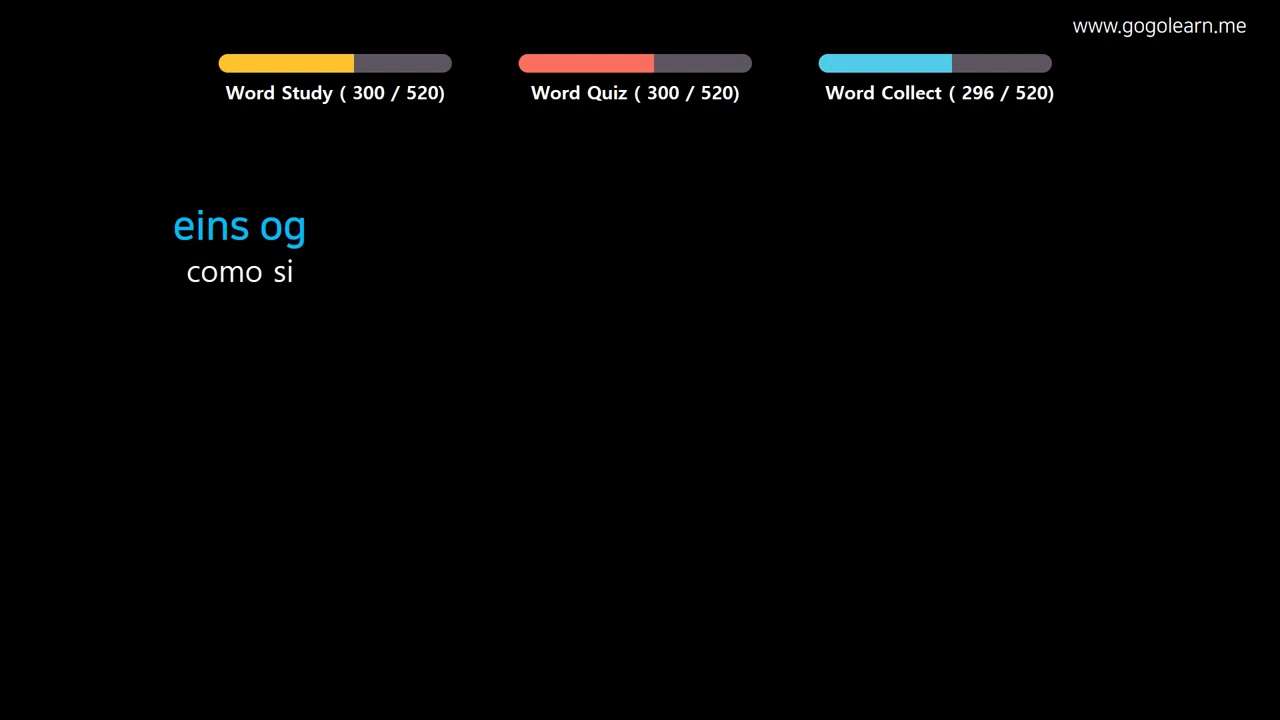 www.gogolearn.me
Word Study ( 300 / 520)
Word Quiz ( 300 / 520)
Word Collect ( 296 / 520)
eins og
como si